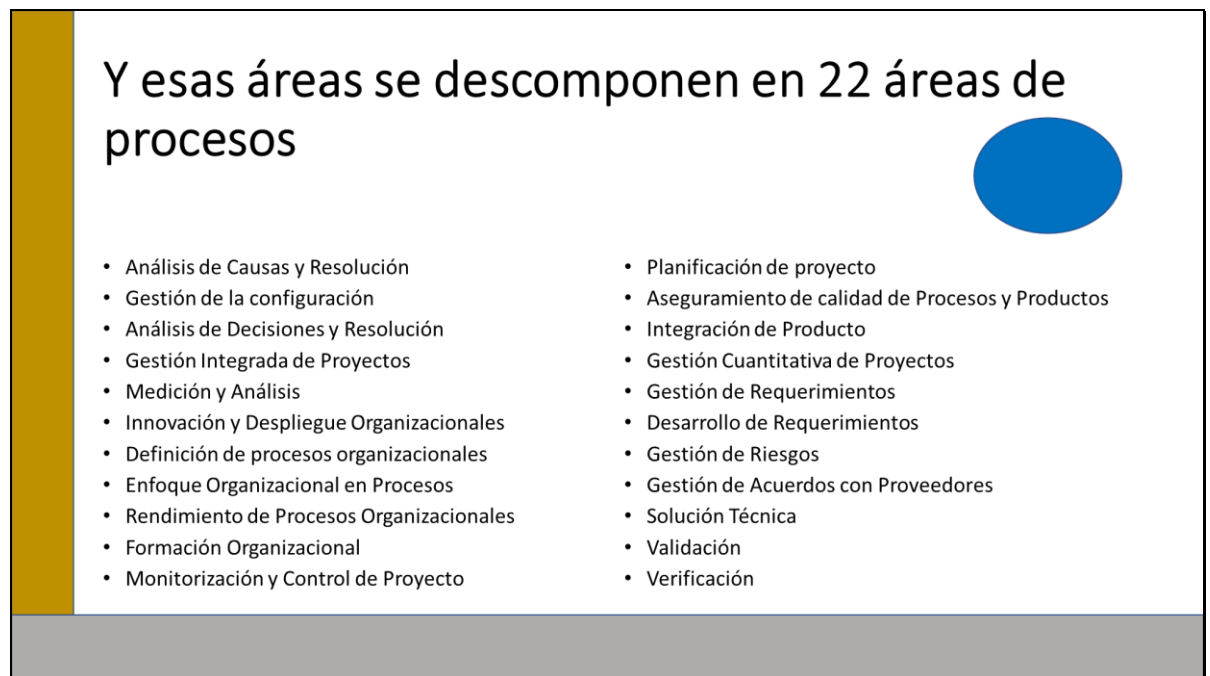 Y esas áreas se descomponen en 22 áreas de
procesos
• Análisis de Causas y Resolución
• Gestión de la configuración
• Análisis de Decisiones y Resolución
• Gestión Integrada de Proyectos
• Medición y Análisis
• Innovación y Despliegue Organizacionales
• Definición de procesos organizacionales
• Enfoque Organizacional en Procesos
• Rendimiento de Procesos Organizacionales
• Formación Organizacional
• Monitorización y Control de Proyecto
• Planificación de proyecto
• Aseguramiento de calidad de Procesos y Productos
• Integración de Producto
• Gestión Cuantitativa de Proyectos
• Gestión de Requerimientos
• Desarrollo de Requerimientos
• Gestión de Riesgos
• Gestión de Acuerdos con Proveedores
• Solución Técnica
• Validación
• Verificación